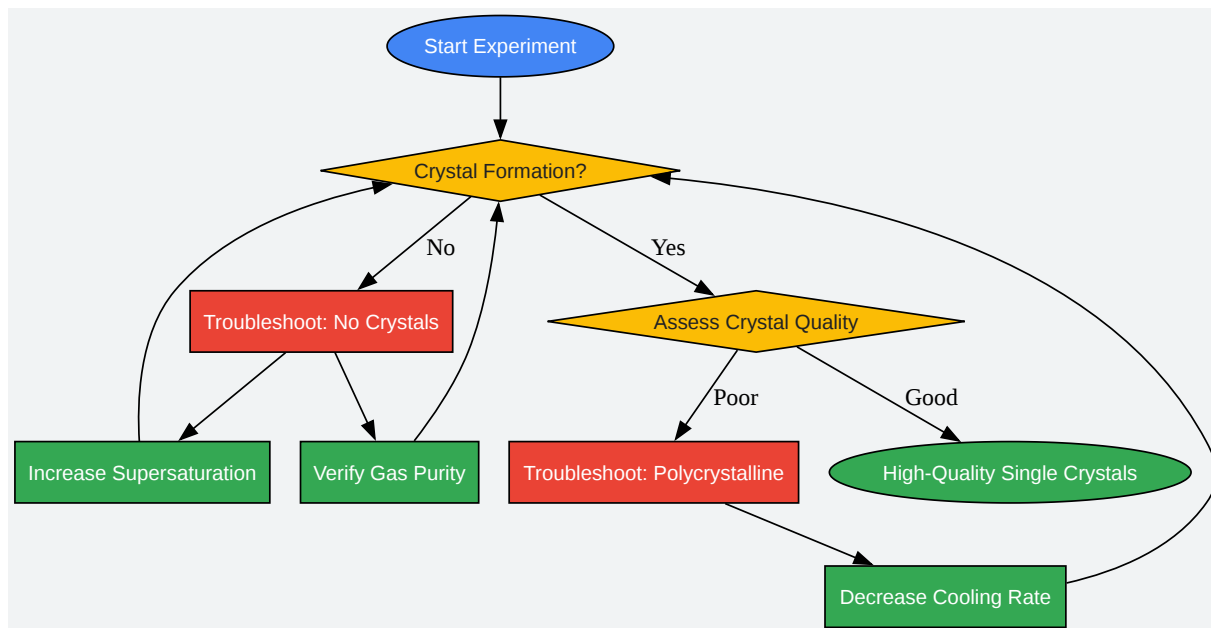 Start Experiment
Crystal Formation?
No
Yes
Troubleshoot: No Crystals
Assess Crystal Quality
Poor
Good
Increase Supersaturation
Verify Gas Purity
Troubleshoot: Polycrystalline
High-Quality Single Crystals
Decrease Cooling Rate